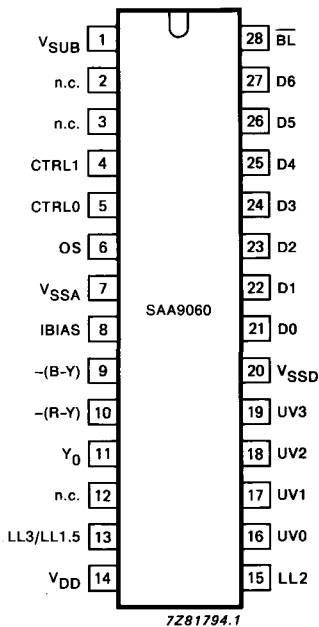 V_SUB 1
n.c. 2
n.c. 3
CTRL1 4
CTRL0 5
OS 6
V_SSA 7
IBIAS 8
-(B-Y) 9
-(R-Y) 10
Y_0 11
n.c. 12
LL3/LL1.5 13
V_DD 14
SAA9060
28 B̅L̅
27 D6
26 D5
25 D4
24 D3
23 D2
22 D1
21 D0
20 V_SSD
19 UV3
18 UV2
17 UV1
16 UV0
15 LL2
7Z81794.1